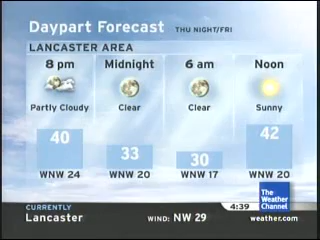 Daypart Forecast THU NIGHT/FRI
LANCASTER AREA
8 pm Midnight 6 am Noon
Partly Cloudy Clear Clear Sunny
40 33 30 42
WNW 24 WNW 20 WNW 17 WNW 20
CURRENTLY
Lancaster WIND: NW 29
4:39
The
Weather
Channel
weather.com